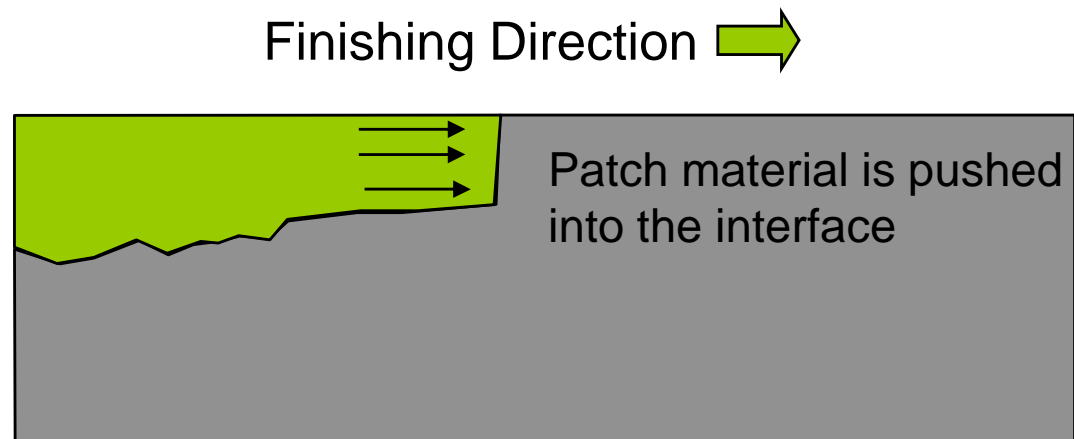 Finishing Direction
Patch material is pushed
into the interface